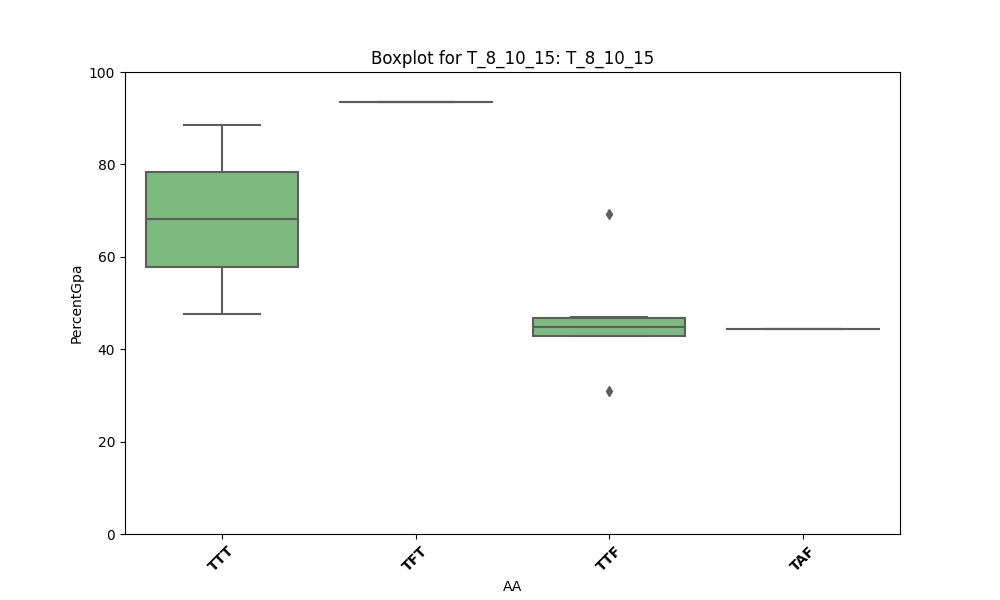 Boxplot for T_8_10_15: T_8_10_15
100
80
60
40
20
0
PercentGpa
TTT
TFT
TTF
TAF
AA